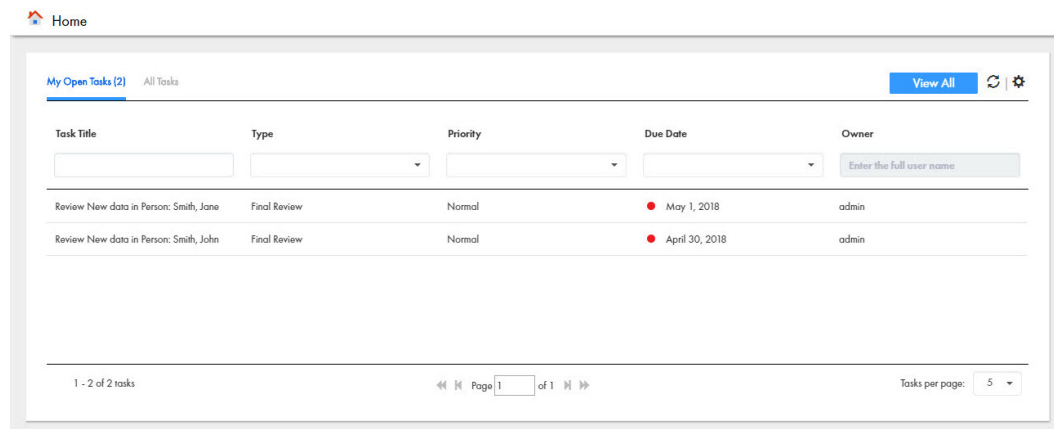 Home
My Open Tasks (2) All Tasks View All
Task Title Type Priority Due Date Owner
Enter the full user name
Review New data in Person: Smith, Jane Final Review Normal May 1, 2018 admin
Review New data in Person: Smith, John Final Review Normal April 30, 2018 admin
1 - 2 of 2 tasks Page 1 of 1 Tasks per page: 5